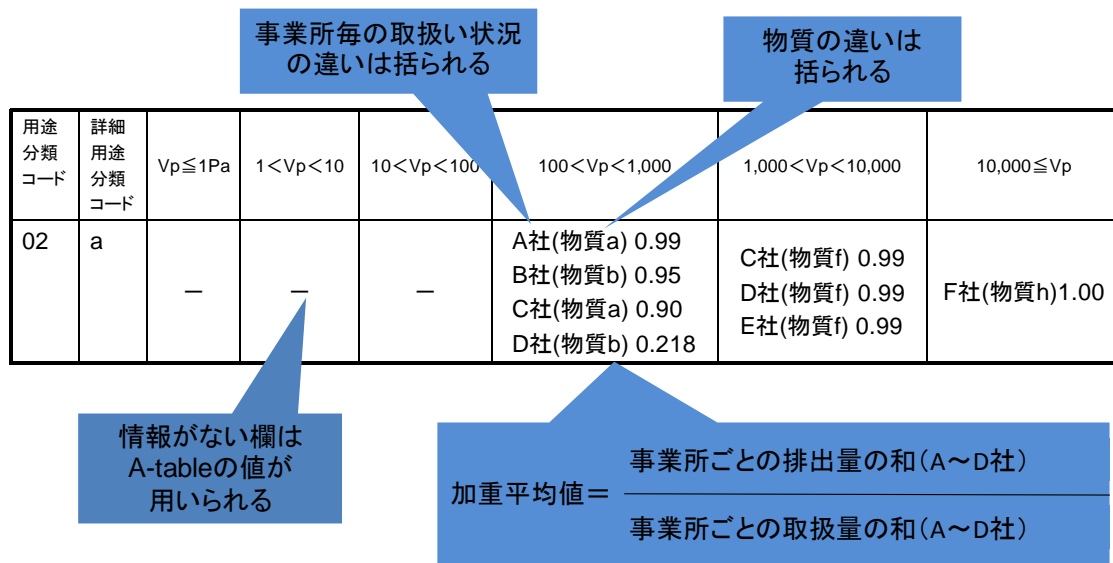 事業所毎の取扱い状況
の違いは括られる
物質の違いは
括られる
用途
分類
コード
詳細
用途
分類
コード
Vp≦1Pa
1<Vp<10
10<Vp<100
100<Vp<1,000
1,000<Vp<10,000
10,000≦Vp
02
a
－
－
－
A社(物質a) 0.99
B社(物質b) 0.95
C社(物質a) 0.90
D社(物質b) 0.218
C社(物質f) 0.99
D社(物質f) 0.99
E社(物質f) 0.99
F社(物質h)1.00
情報がない欄は
A-tableの値が
用いられる
加重平均値＝
事業所ごとの排出量の和（A～D社）
事業所ごとの取扱量の和（A～D社）